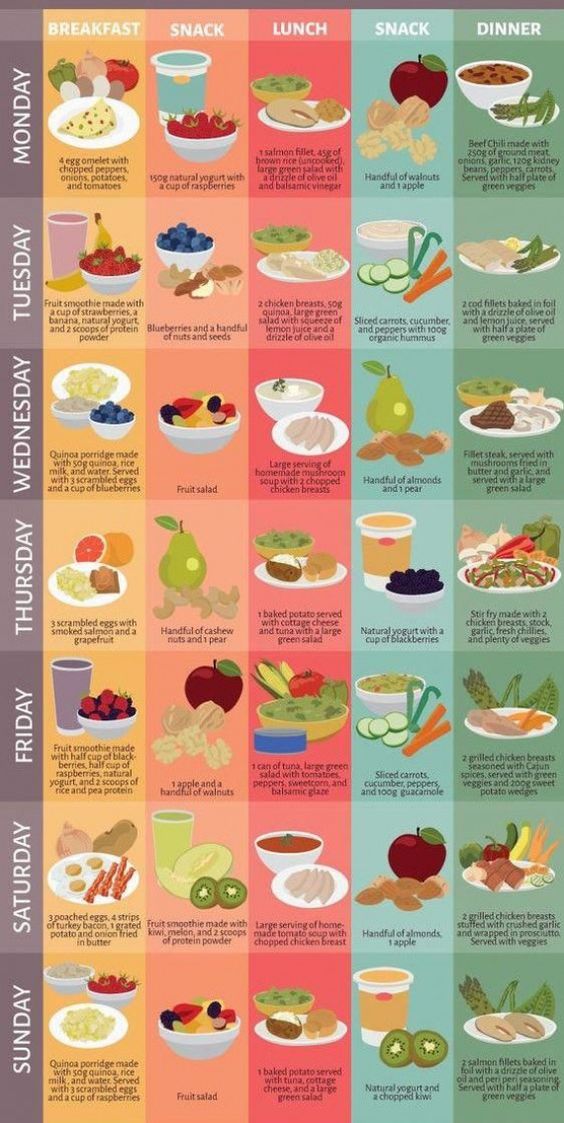 BREAKFAST
SNACK
LUNCH
SNACK
DINNER
MONDAY
4 egg omelet with
chopped peppers,
onions, potatoes,
and tomatoes
150g natural yogurt with
a cup of raspberries
1 salmon fillet, 45g of
brown rice (uncooked),
large green salad with
a drizzle of olive oil
and balsamic vinegar
Handful of walnuts
and 1 apple
Beef Chili made with
250g of ground meat,
onions, garlic, 120g kidney
beans, peppers, carrots.
Served with half plate of
green veggies
TUESDAY
Fruit smoothie made with
a cup of strawberries, a
banana, natural yogurt,
and 2 scoops of protein
powder
Blueberries and a handful
of nuts and seeds
2 chicken breasts, 50g
quinoa, large green
salad with squeeze of
lemon juice and a
drizzle of olive oil
Sliced carrots, cucumber,
and peppers with 100g
organic hummus
2 cod fillets baked in foil
with a drizzle of olive oil
and lemon juice, served
with half a plate of
green veggies
WEDNESDAY
Quinoa porridge made
with 50g quinoa, rice
milk, and water. Served
with 3 scrambled eggs
and a cup of blueberries
Fruit salad
Large serving of
homemade mushroom
soup with 2 chopped
chicken breasts
Handful of almonds
and 1 pear
Fillet steak, served with
mushrooms fried in
butter and garlic, and
served with a large
green salad
THURSDAY
3 scrambled eggs with
smoked salmon and a
grapefruit
Handful of cashew
nuts and 1 pear
1 baked potato served
with cottage cheese
and tuna with a large
green salad
Natural yogurt with a
cup of blackberries
Stir fry made with 2
chicken breasts, stock,
garlic, fresh chillies,
and plenty of veggies
FRIDAY
Fruit smoothie made
with half cup of black-
berries, half cup of
raspberries, natural
yogurt, and 2 scoops of
rice and pea protein
1 apple and a
handful of walnuts
1 can of tuna, large green
salad with tomatoes,
peppers, sweetcorn, and
balsamic glaze
Sliced carrots,
cucumber, peppers,
and 100g guacamole
2 grilled chicken breasts
seasoned with Cajun
spices, served with green
veggies and 200g sweet
potato wedges
SATURDAY
3 poached eggs, 4 strips
of turkey bacon, 1 grated
potato and onion fried
in butter
Fruit smoothie made with
kiwi, melon, and 2 scoops
of protein powder
Large serving of home-
made tomato soup with
chopped chicken breast
Handful of almonds,
1 apple
2 grilled chicken breasts
stuffed with crushed garlic
and wrapped in prosciutto.
Served with veggies
SUNDAY
Quinoa porridge made
with 50g quinoa, rice
milk, and water. Served
with 3 scrambled eggs
and a cup of raspberries
Fruit salad
1 baked potato served
with tuna, cottage
cheese, and a large
green salad
Natural yogurt and
a chopped kiwi
2 salmon fillets baked in
foil with a drizzle of olive
oil and peri peri seasoning.
Served with half a plate of
green veggies